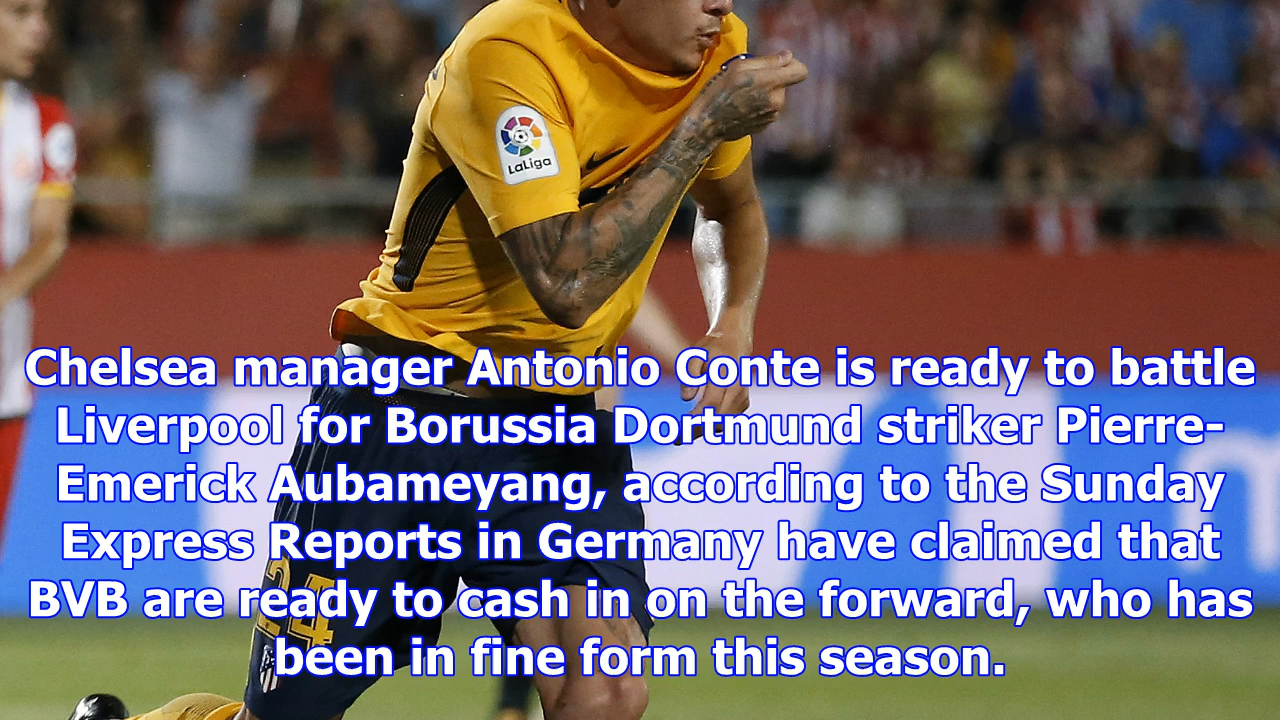 LaLiga
Chelsea manager Antonio Conte is ready to battle
Liverpool for Borussia Dortmund striker Pierre-
Emerick Aubameyang, according to the Sunday
Express Reports in Germany have claimed that
BVB are ready to cash in on the forward, who has
been in fine form this season.
24